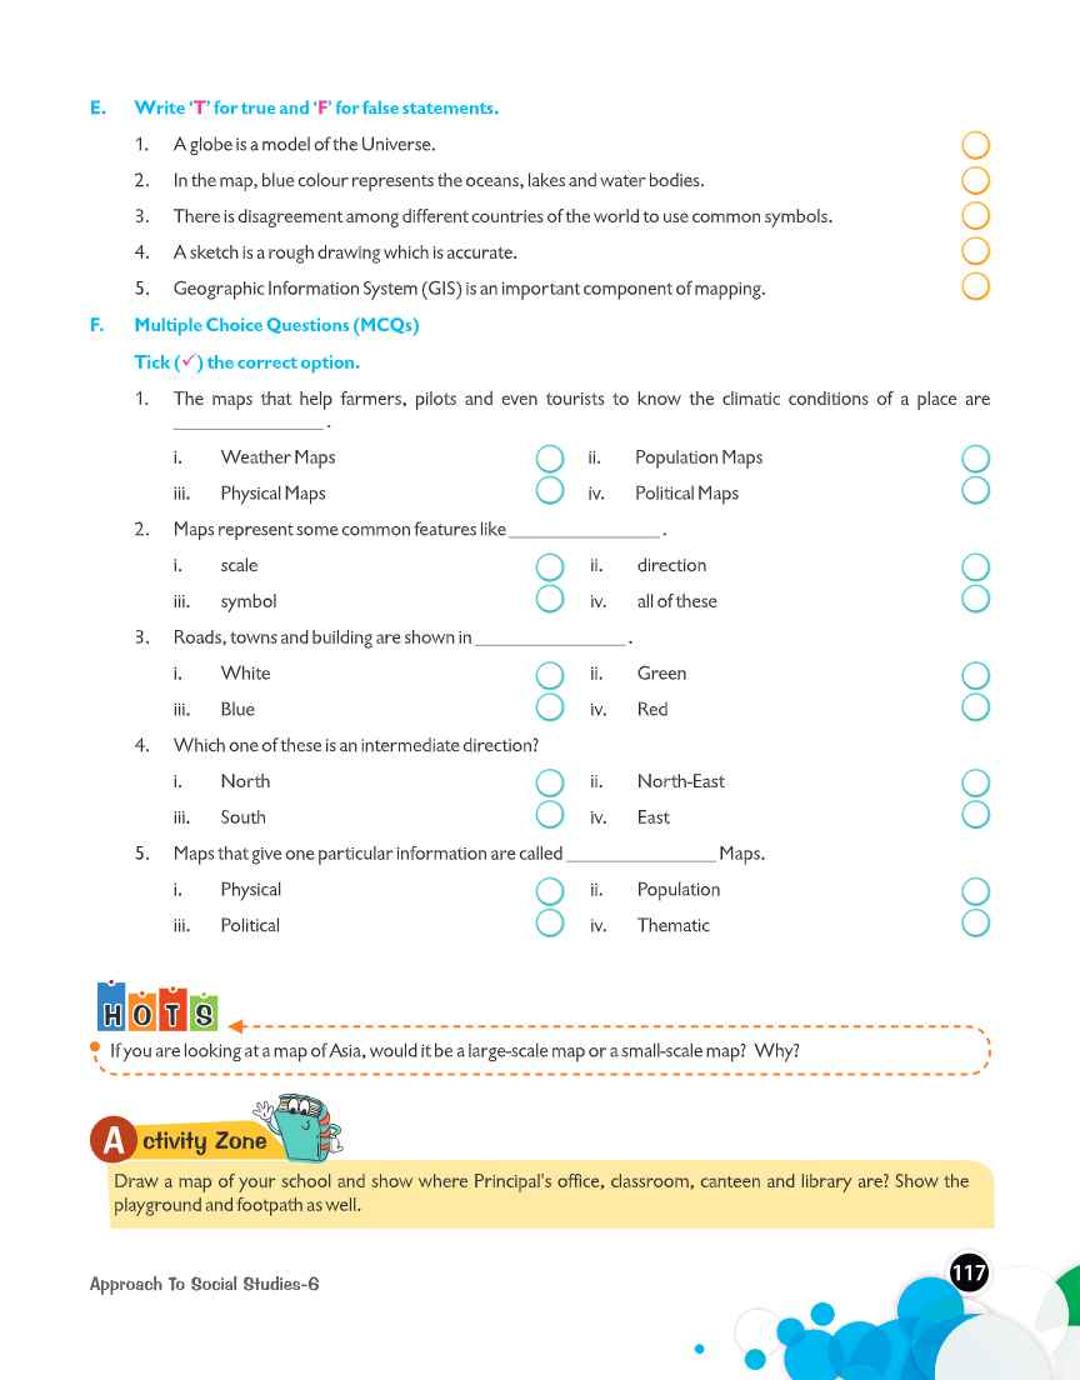 E. Write ‘T’ for true and ‘F’ for false statements.
1. A globe is a model of the Universe.
2. In the map, blue colour represents the oceans, lakes and water bodies.
3. There is disagreement among different countries of the world to use common symbols.
4. A sketch is a rough drawing which is accurate.
5. Geographic Information System (GIS) is an important component of mapping.
F. Multiple Choice Questions (MCQs)
Tick (✓) the correct option.
1. The maps that help farmers, pilots and even tourists to know the climatic conditions of a place are
_______________.
i. Weather Maps ii. Population Maps
iii. Physical Maps iv. Political Maps
2. Maps represent some common features like _______________.
i. scale ii. direction
iii. symbol iv. all of these
3. Roads, towns and building are shown in _______________.
i. White ii. Green
iii. Blue iv. Red
4. Which one of these is an intermediate direction?
i. North ii. North-East
iii. South iv. East
5. Maps that give one particular information are called _______________ Maps.
i. Physical ii. Population
iii. Political iv. Thematic
HOTS
If you are looking at a map of Asia, would it be a large-scale map or a small-scale map? Why?
Activity Zone
Draw a map of your school and show where Principal's office, classroom, canteen and library are? Show the
playground and footpath as well.
Approach To Social Studies-6
117